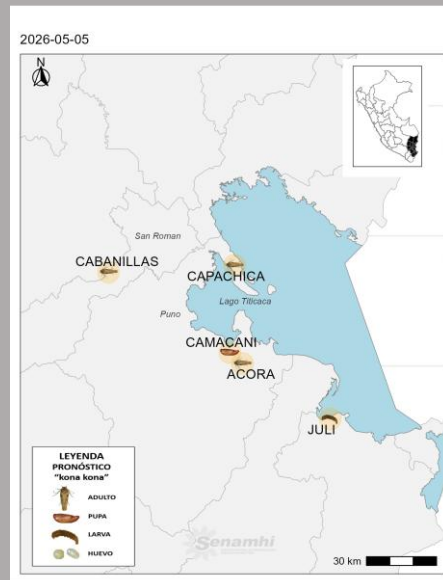 2026-05-05
N
San Roman
CABANILLAS
CAPACHICA
Lago Titicaca
Puno
CAMACANI
ACORA
JULI
LEYENDA
PRONÓSTICO
"kona kona"
ADULTO
PUPA
LARVA
HUEVO
Senamhi
30 km